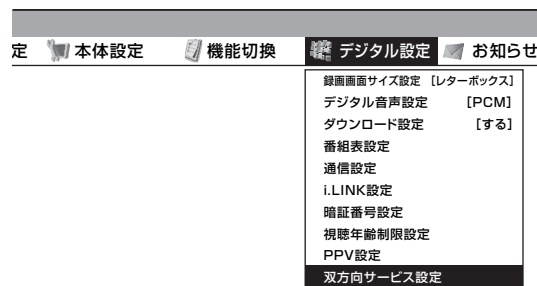 定 本体設定 機能切換 デジタル設定 お知らせ
録画画面サイズ設定 [レターボックス]
デジタル音声設定 [PCM]
ダウンロード設定 [する]
番組表設定
通信設定
i.LINK設定
暗証番号設定
視聴年齢制限設定
PPV設定
双方向サービス設定